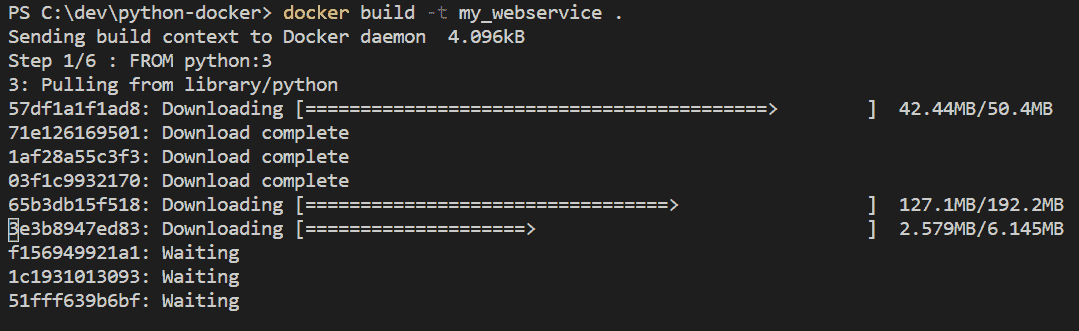 PS C:\dev\python-docker> docker build -t my_webservice .
Sending build context to Docker daemon  4.096kB
Step 1/6 : FROM python:3
3: Pulling from library/python
57df1a1f1ad8: Downloading [==========================================>        ]  42.44MB/50.4MB
71e126169501: Download complete
1af28a55c3f3: Download complete
03f1c9932170: Download complete
65b3db15f518: Downloading [=================================>                 ]  127.1MB/192.2MB
3e3b8947ed83: Downloading [====================>                              ]  2.579MB/6.145MB
f156949921a1: Waiting
1c1931013093: Waiting
51fff639b6bf: Waiting